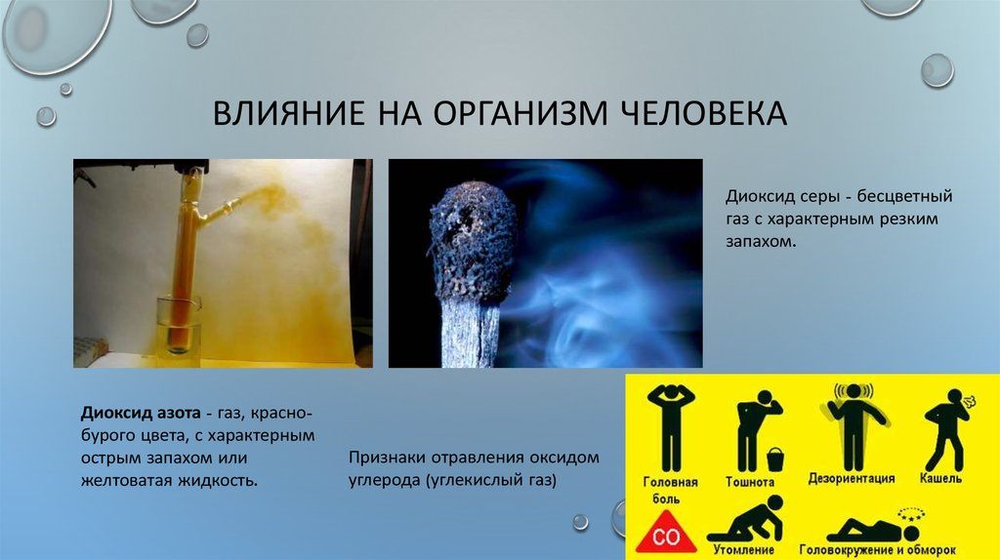 ВЛИЯНИЕ НА ОРГАНИЗМ ЧЕЛОВЕКА
Диоксид серы - бесцветный
газ с характерным резким
запахом.
Диоксид азота - газ, красно-
бурого цвета, с характерным
острым запахом или
желтоватая жидкость.
Признаки отравления оксидом
углерода (углекислый газ)
Головная
боль
Тошнота
Дезориентация
Кашель
CO
Утомление
Головокружение и обморок